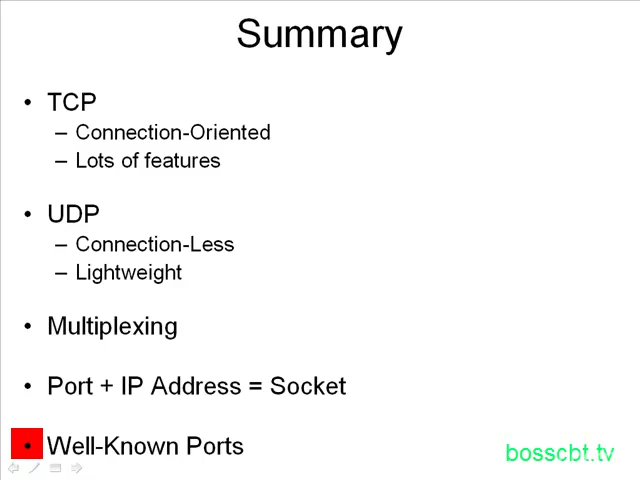 Summary
• TCP
– Connection-Oriented
– Lots of features
• UDP
– Connection-Less
– Lightweight
• Multiplexing
• Port + IP Address = Socket
• Well-Known Ports
bosscbt.tv